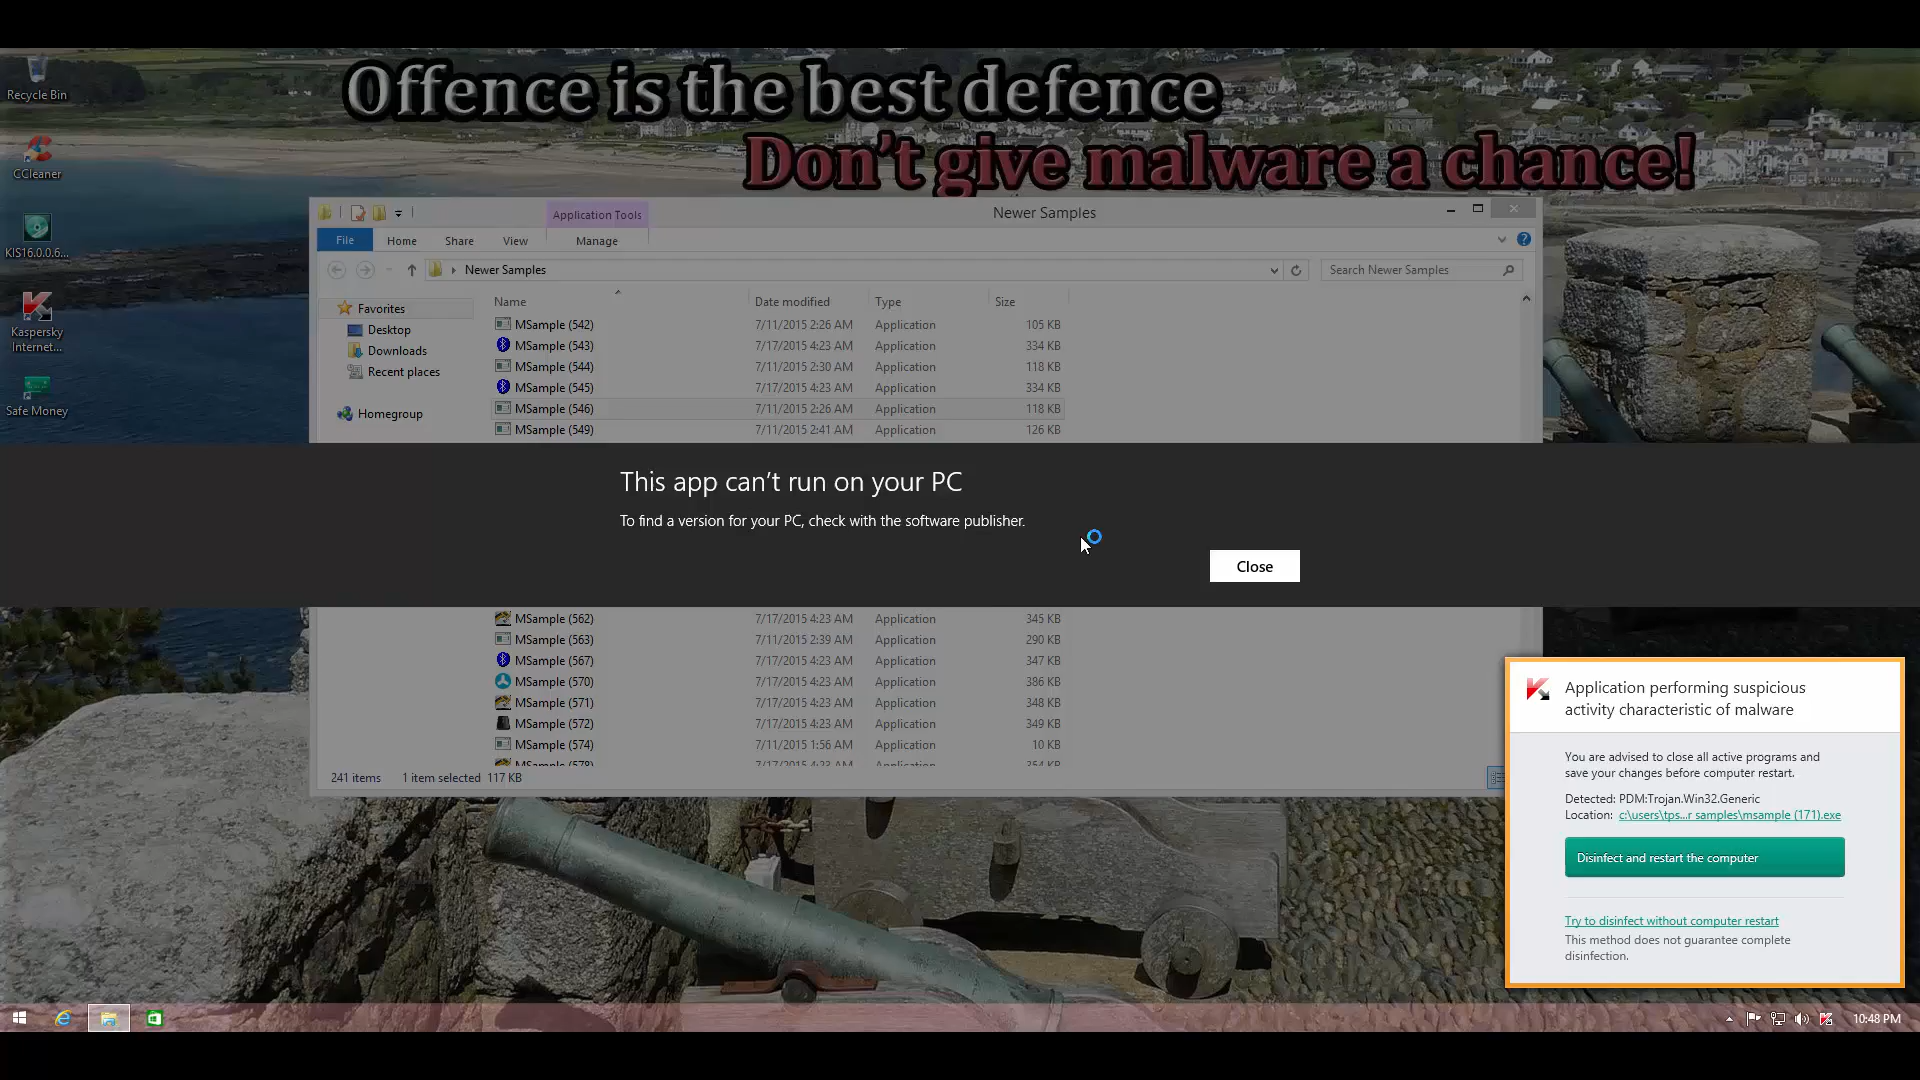 Offence is the best defence
Don't give malware a chance!
Recycle Bin
CCleaner
KIS16.0.0.6...
Kaspersky
Internet...
Safe Money
Application Tools
Newer Samples
File Home Share View Manage
Newer Samples
Search Newer Samples
Favorites
Desktop
Downloads
Recent places
Homegroup
Name Date modified Type Size
MSample (542) 7/11/2015 2:26 AM Application 105 KB
MSample (543) 7/17/2015 4:23 AM Application 334 KB
MSample (544) 7/11/2015 2:30 AM Application 118 KB
MSample (545) 7/17/2015 4:23 AM Application 334 KB
MSample (546) 7/11/2015 2:26 AM Application 118 KB
MSample (549) 7/11/2015 2:41 AM Application 126 KB
This app can't run on your PC
To find a version for your PC, check with the software publisher.
Close
MSample (562) 7/17/2015 4:23 AM Application 345 KB
MSample (563) 7/11/2015 2:39 AM Application 290 KB
MSample (567) 7/17/2015 4:23 AM Application 347 KB
MSample (570) 7/17/2015 4:23 AM Application 386 KB
MSample (571) 7/17/2015 4:23 AM Application 348 KB
MSample (572) 7/17/2015 4:23 AM Application 349 KB
MSample (574) 7/11/2015 1:56 AM Application 10 KB
241 items 1 item selected 117 KB
Application performing suspicious
activity characteristic of malware
You are advised to close all active programs and
save your changes before computer restart.
Detected: PDM:Trojan.Win32.Generic
Location: c:\users\tps...r samples\msample (171).exe
Disinfect and restart the computer
Try to disinfect without computer restart
This method does not guarantee complete
disinfection.
10:48 PM